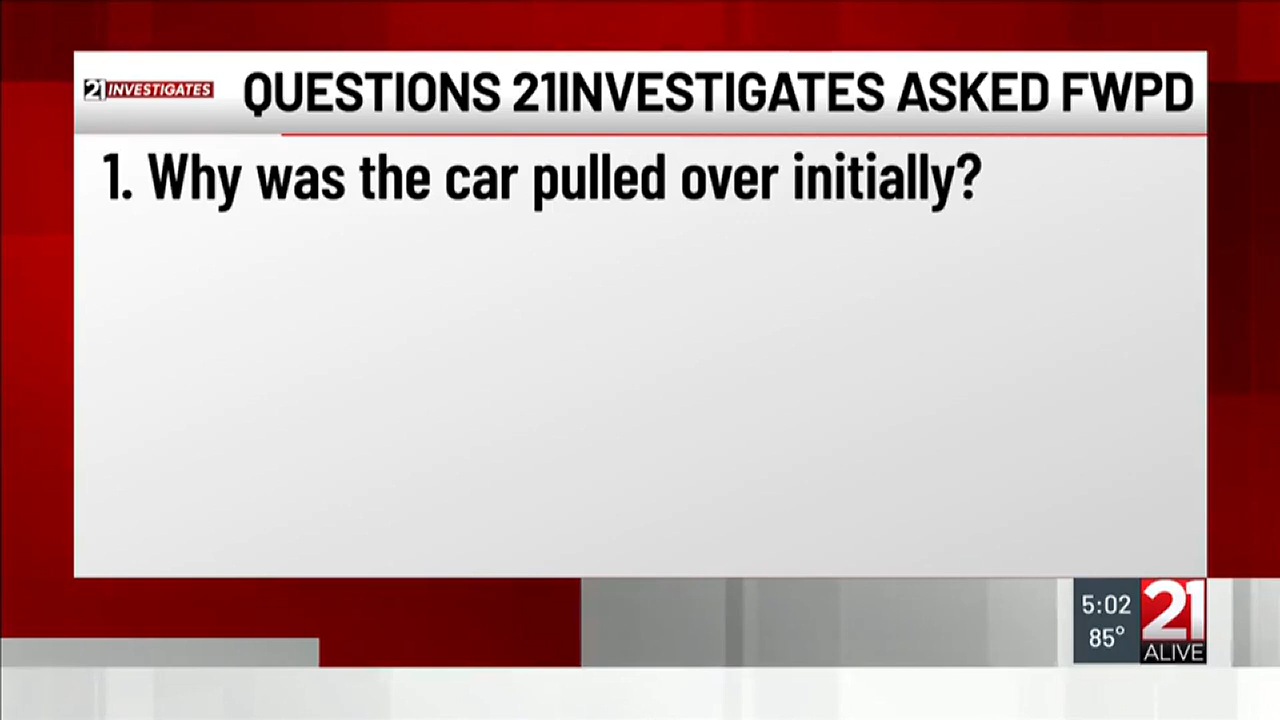 21 INVESTIGATES
QUESTIONS 21INVESTIGATES ASKED FWPD
1. Why was the car pulled over initially?
5:02
85°
21
ALIVE